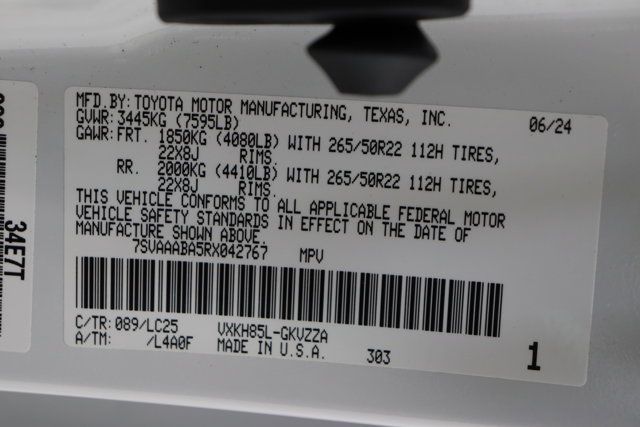 MFD.BY:TOYOTA MOTOR MANUFACTURING, TEXAS, INC. 06/24
GVWR:3445KG (7595LB)
GAWR:FRT. 1850KG (4080LB) WITH 265/50R22 112H TIRES,
22X8J RIMS.
RR. 2000KG (4410LB) WITH 265/50R22 112H TIRES,
22X8J RIMS.
THIS VEHICLE CONFORMS TO ALL APPLICABLE FEDERAL MOTOR
VEHICLE SAFETY STANDARDS IN EFFECT ON THE DATE OF
MANUFACTURE SHOWN ABOVE.
7SVAAABA5RX042767 MPV
C/TR:089/LC25 VXKH85L-GKVZZA
A/TM: /L4A0F MADE IN U.S.A. 303 1
34E7T